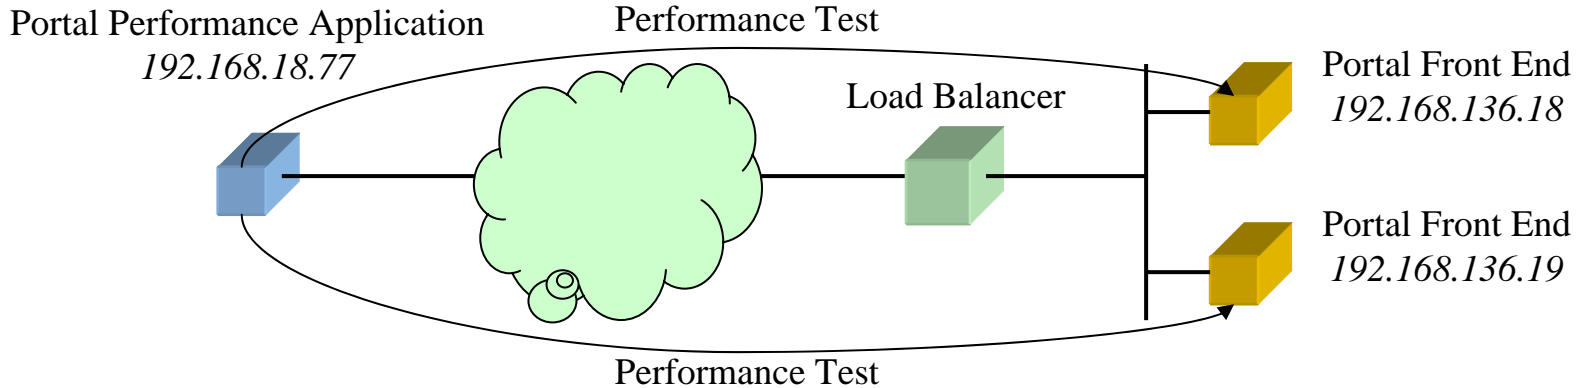 Portal Performance Application
192.168.18.77
Performance Test
Load Balancer
Portal Front End
192.168.136.18
Portal Front End
192.168.136.19
Performance Test